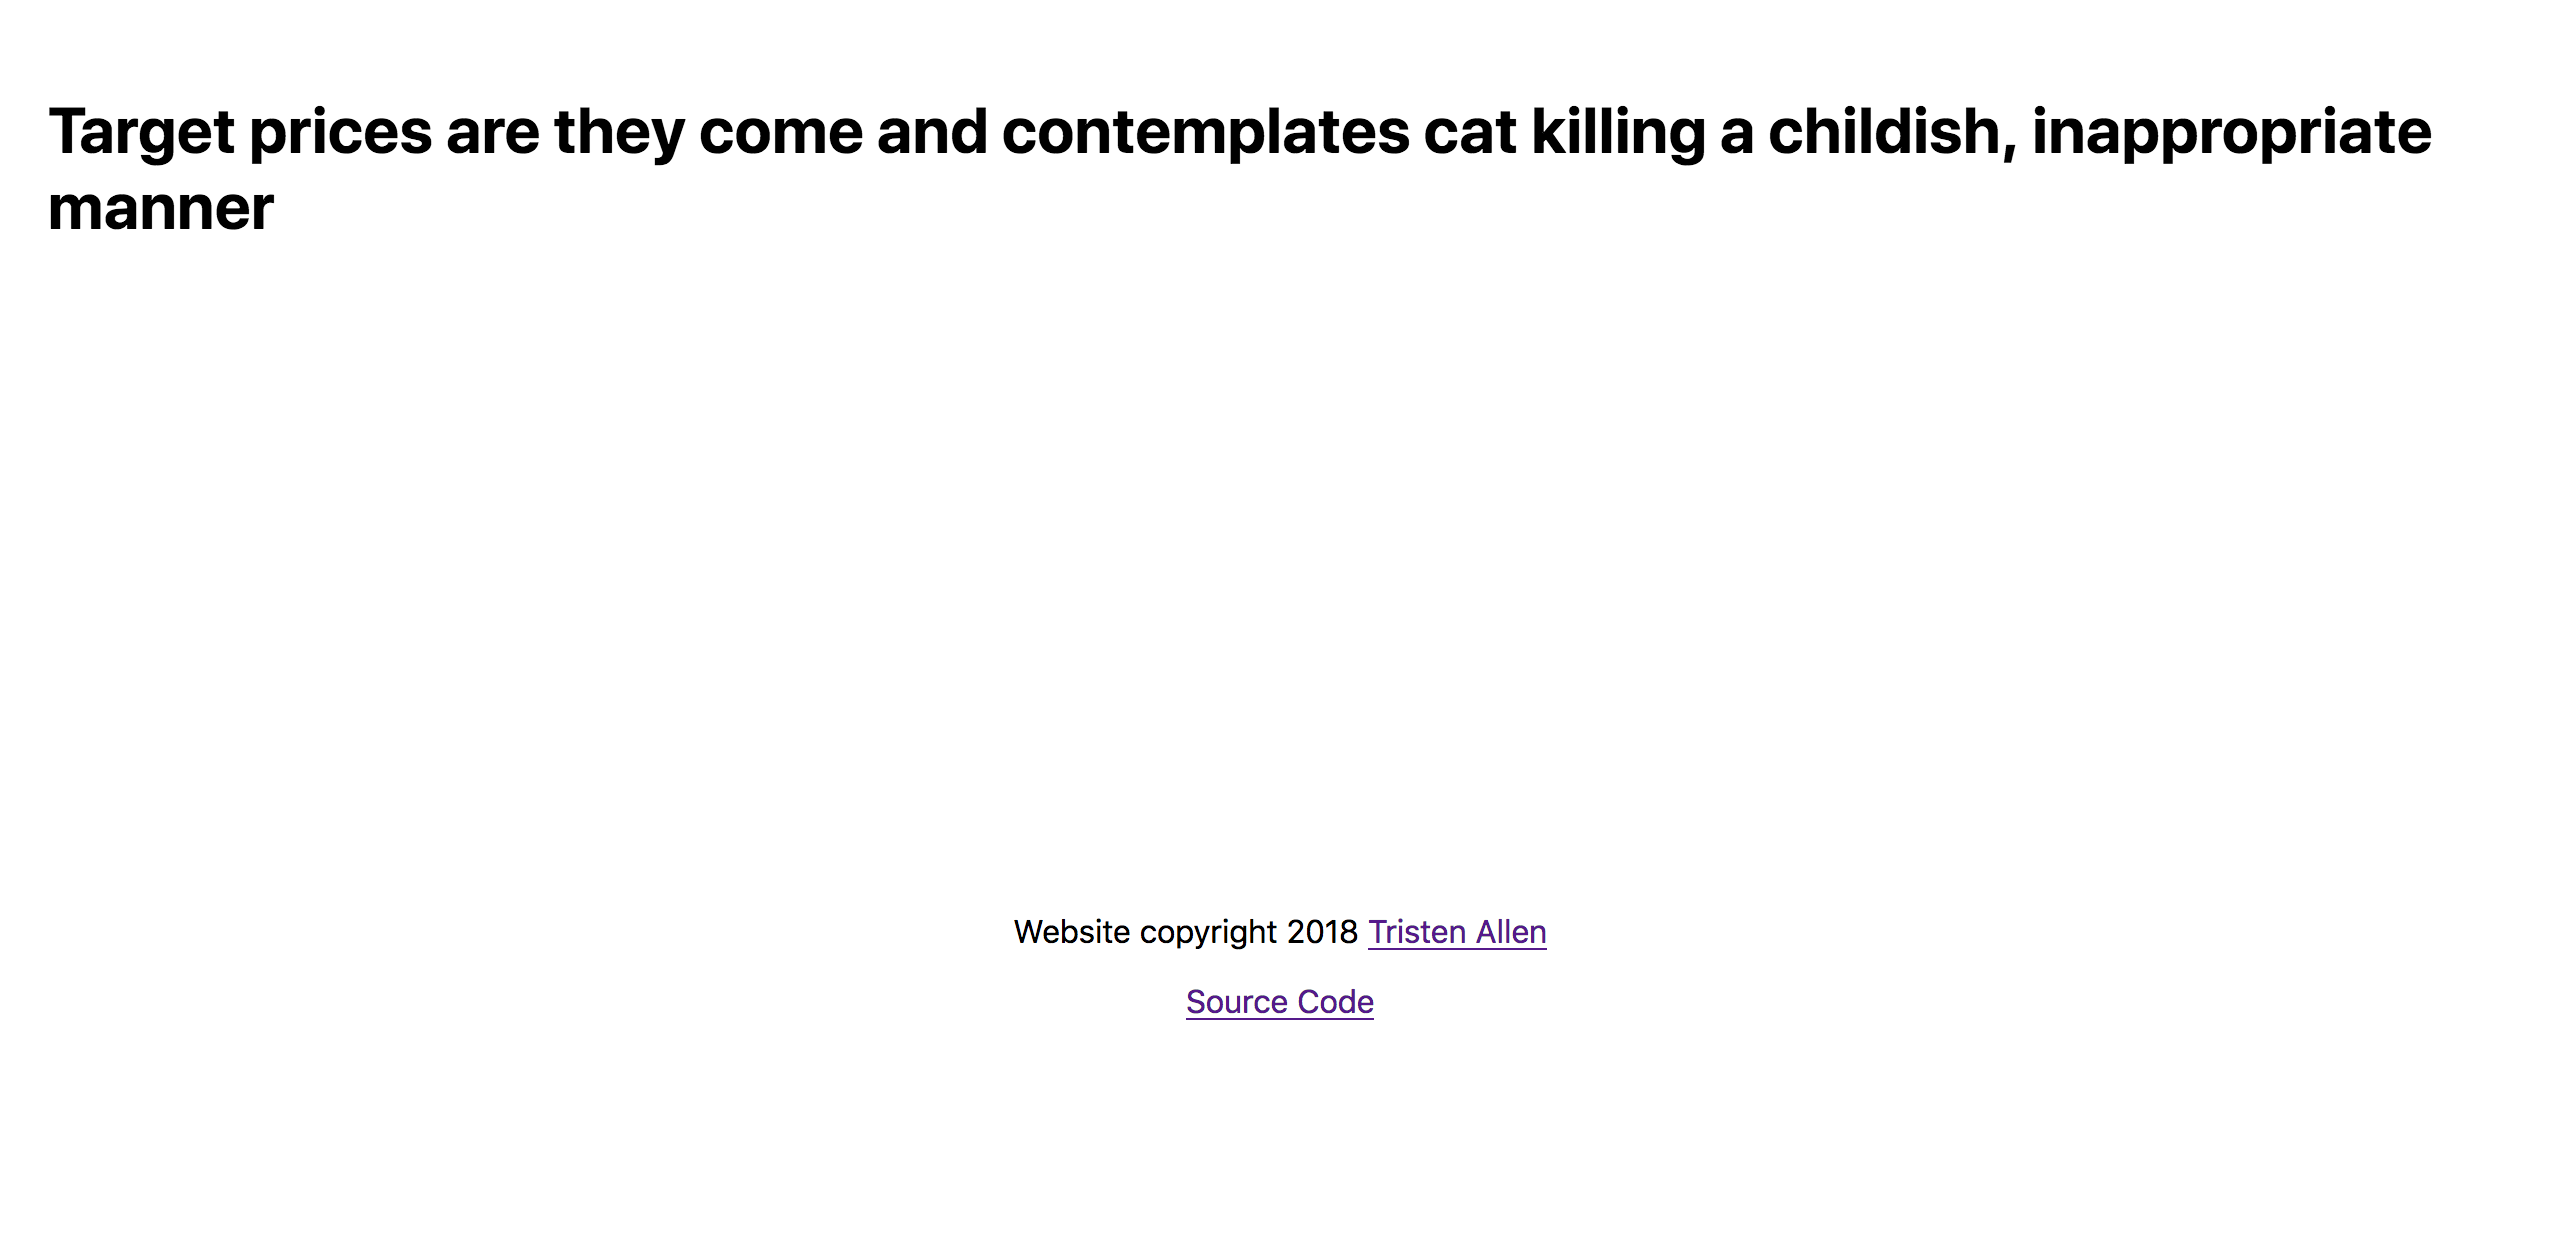 Target prices are they come and contemplates cat killing a childish, inappropriate
manner
Website copyright 2018 Tristen Allen
Source Code